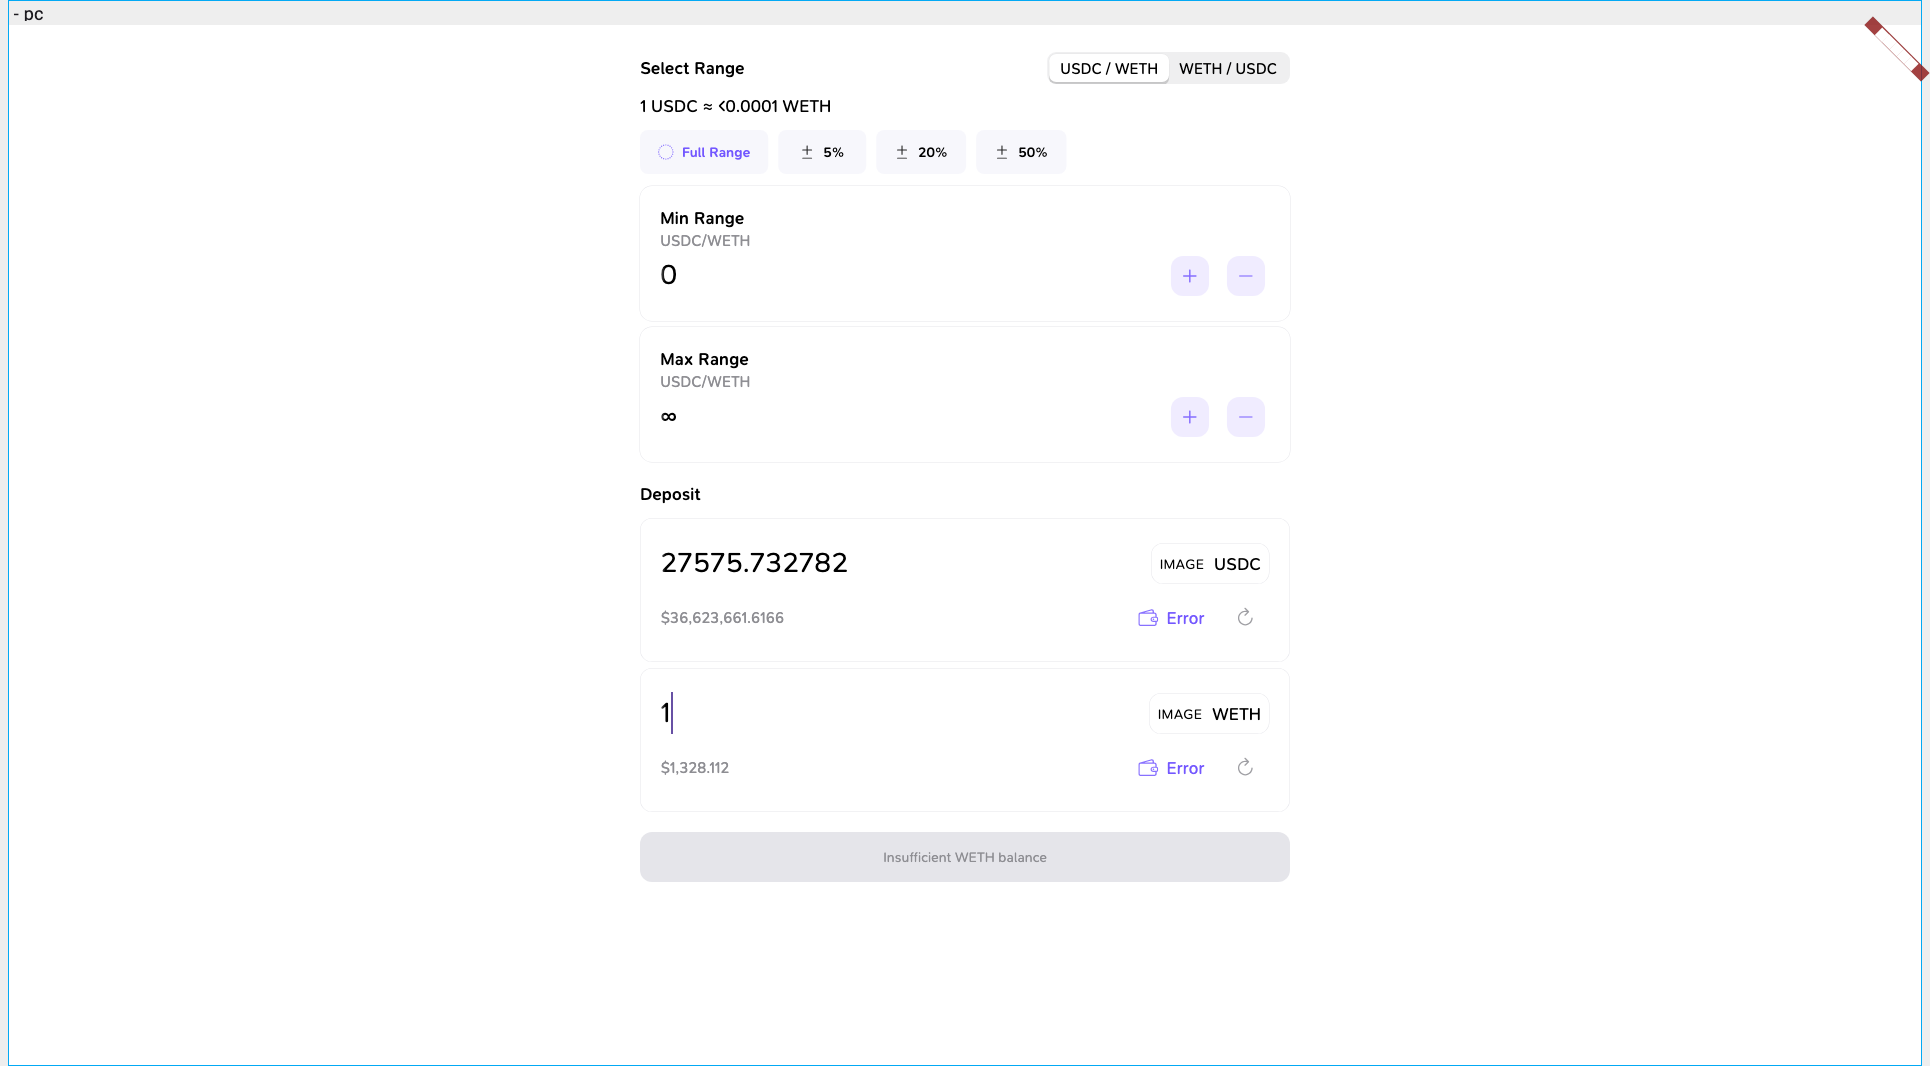 - pc
Select Range
USDC / WETH WETH / USDC
1 USDC ≈ <0.0001 WETH
Full Range ± 5% ± 20% ± 50%
Min Range
USDC/WETH
0
+ −
Max Range
USDC/WETH
∞
+ −
Deposit
27575.732782 IMAGE USDC
$36,623,661.6166 Error
1 IMAGE WETH
$1,328.112 Error
Insufficient WETH balance